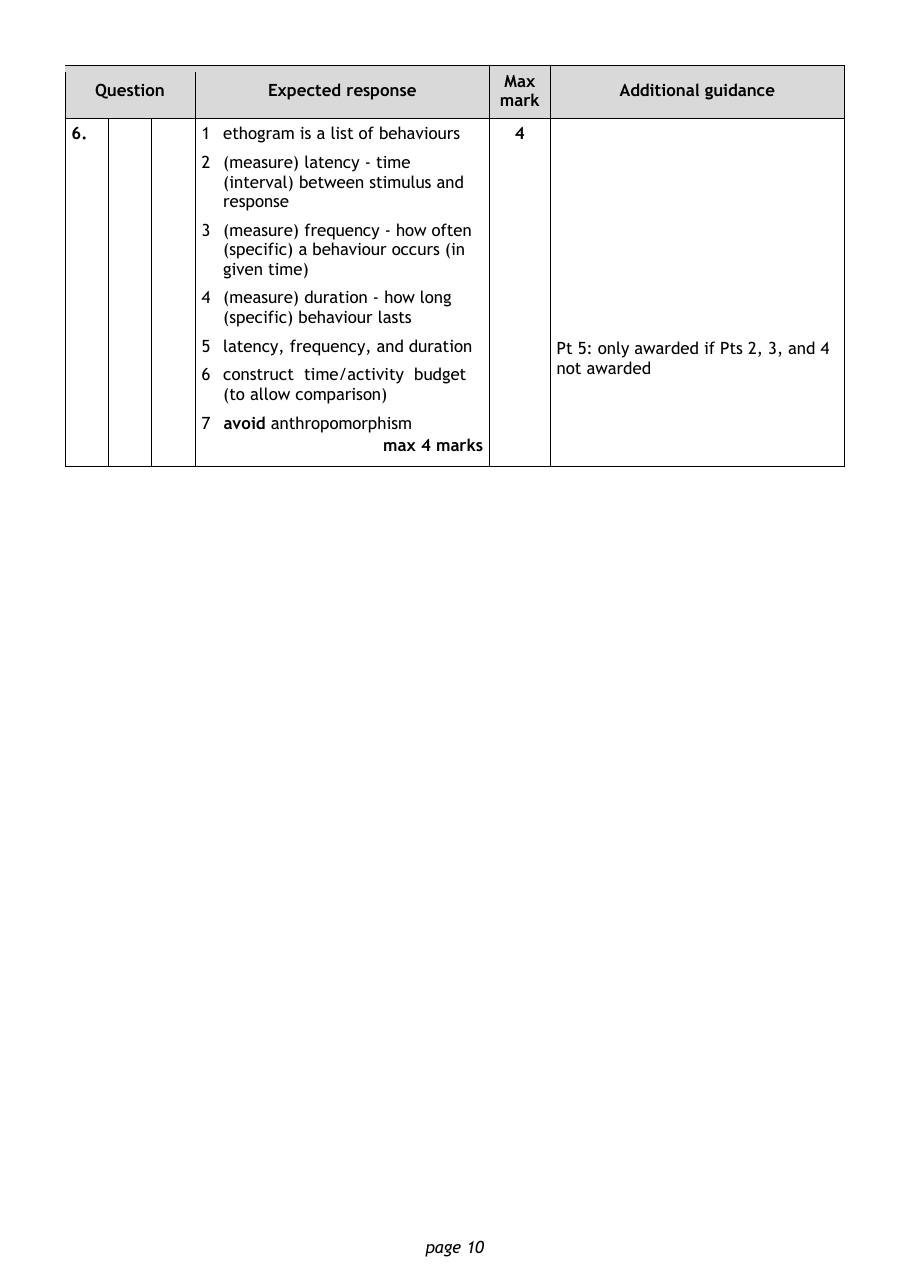 Question Expected response Max mark Additional guidance
6. 1 ethogram is a list of behaviours 4
2 (measure) latency - time
(interval) between stimulus and
response
3 (measure) frequency - how often
(specific) a behaviour occurs (in
given time)
4 (measure) duration - how long
(specific) behaviour lasts
5 latency, frequency, and duration
Pt 5: only awarded if Pts 2, 3, and 4
not awarded
6 construct time/activity budget
(to allow comparison)
7 avoid anthropomorphism
max 4 marks
page 10